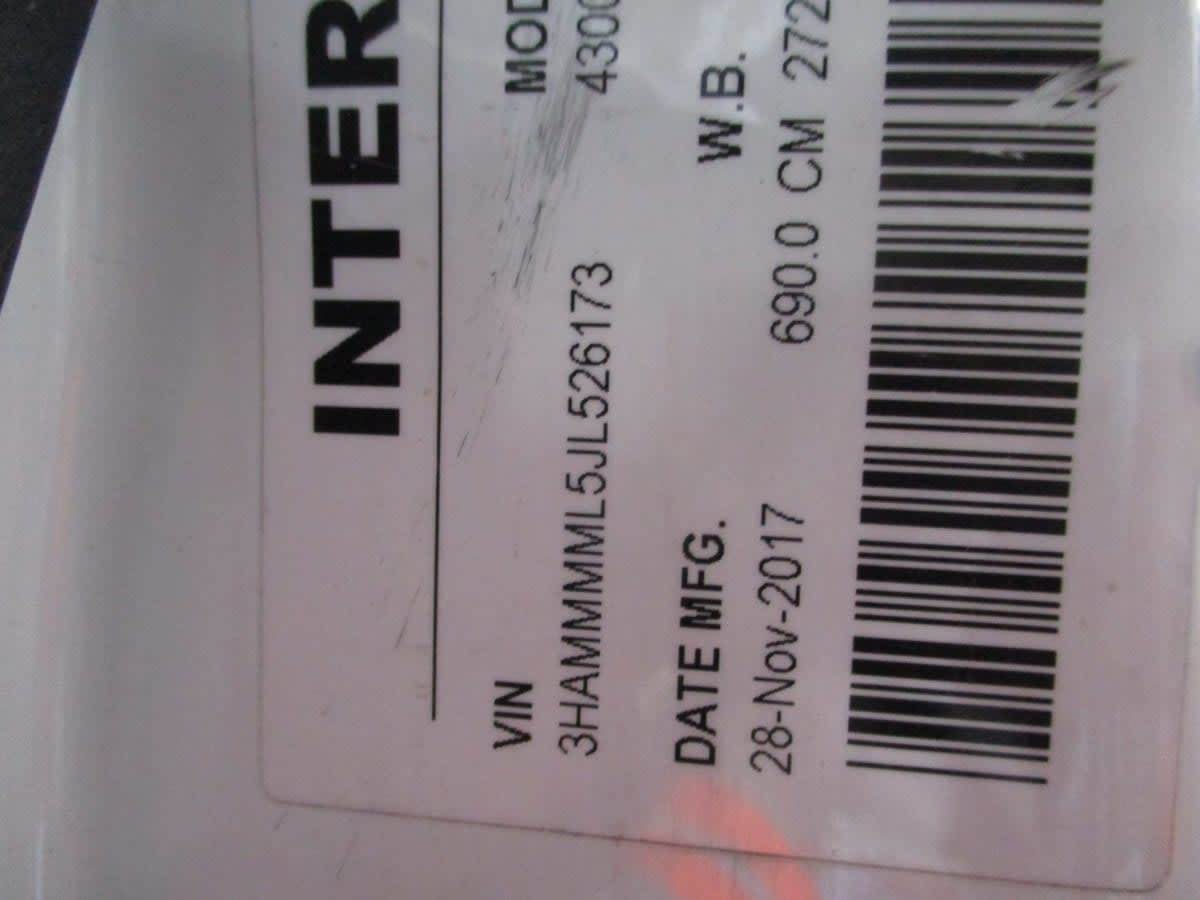 INTER
VIN MOD
3HAMMMML5JL526173 4300
DATE MFG. W.B.
28-Nov-2017 690.0 CM 272